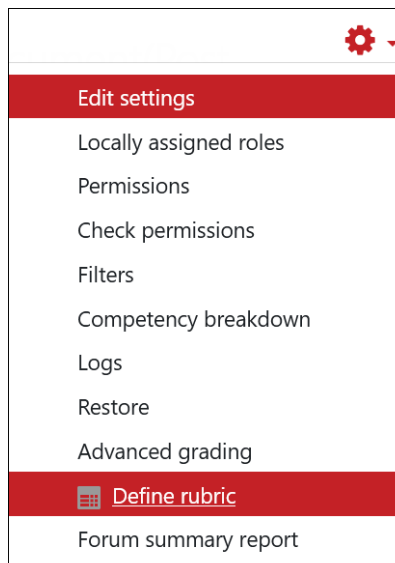 Edit settings
Locally assigned roles
Permissions
Check permissions
Filters
Competency breakdown
Logs
Restore
Advanced grading
Define rubric
Forum summary report